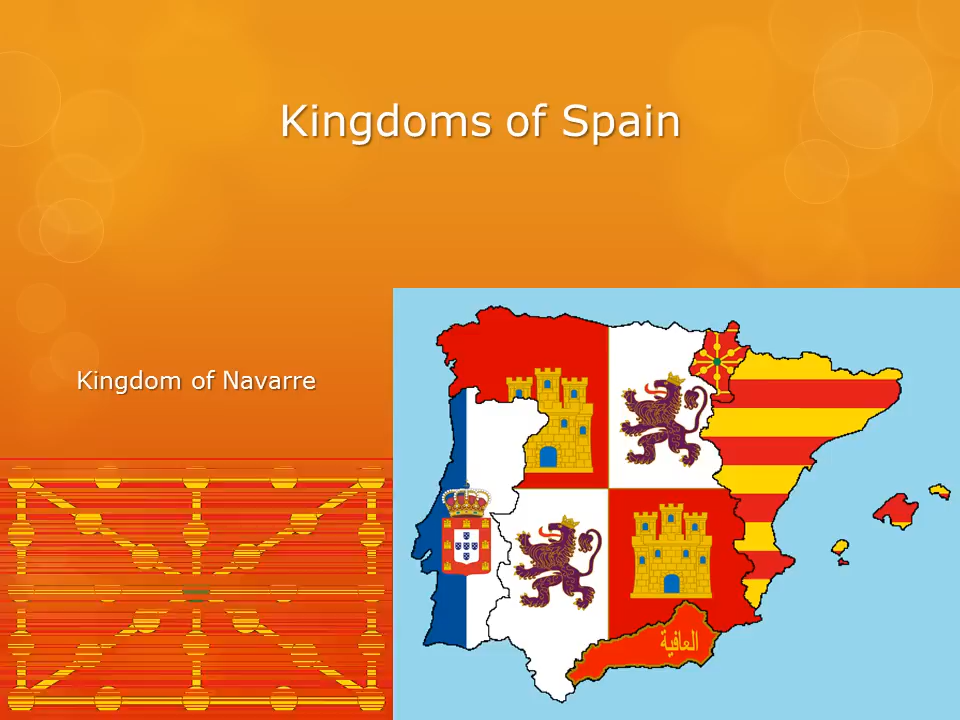 Kingdoms of Spain
Kingdom of Navarre
العافية